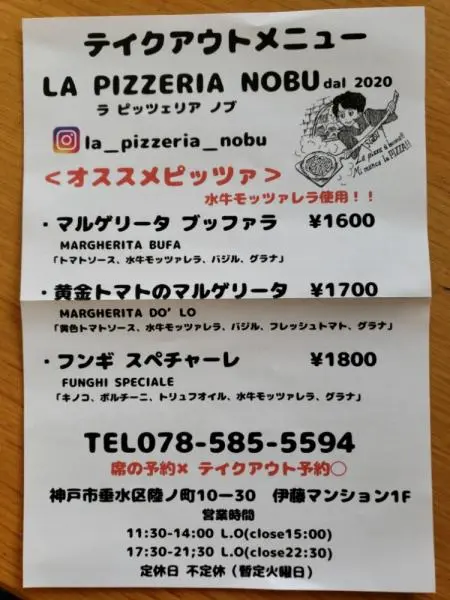 テイクアウトメニュー
LA PIZZERIA NOBU dal 2020
ラ ピッツェリア ノブ
la_pizzeria_nobu
<オススメピッツァ>
水牛モッツァレラ使用！！
・マルゲリータ ブッファラ ¥1600
MARGHERITA BUFA
「トマトソース、水牛モッツァレラ、バジル、グラナ」
・黄金トマトのマルゲリータ ¥1700
MARGHERITA DO' LO
「黄色トマトソース、水牛モッツァレラ、バジル、フレッシュトマト、グラナ」
・フンギ スペチャーレ ¥1800
FUNGHI SPECIALE
「キノコ、ポルチーニ、トリュフオイル、水牛モッツァレラ、グラナ」
TEL078-585-5594
席の予約✖ テイクアウト予約○
神戸市垂水区陸ノ町10ー30 伊藤マンション1F
営業時間
11:30-14:00 L.O(close15:00)
17:30-21;30 L.O(close22:30)
定休日 不定休（暫定火曜日）